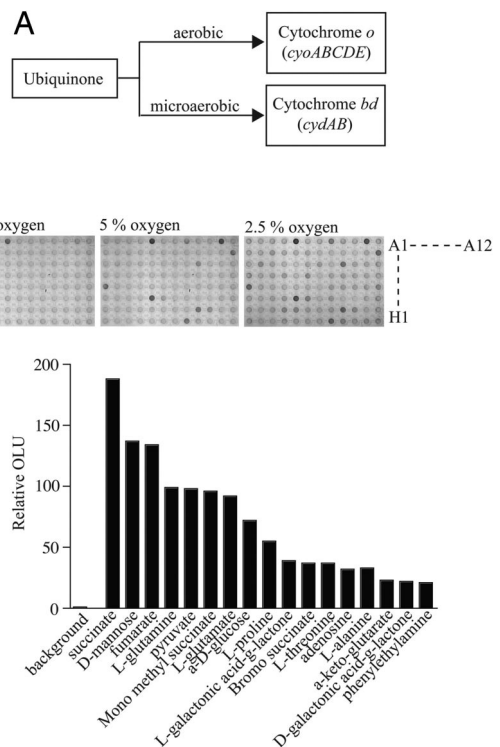 A
Ubiquinone
aerobic
Cytochrome o
(cyoABCDE)
microaerobic
Cytochrome bd
(cydAB)
oxygen
5 % oxygen
2.5 % oxygen
A1
A12
H1
200
150
100
50
0
Relative OLU
background
succinate
D-mannose
fumarate
L-glutamine
pyruvate
Mono methyl succinate
L-glutamate
a-D-glucose
L-proline
L-galactonic acid-g-lactone
Bromo succinate
L-threonine
adenosine
L-alanine
a-keto-glutarate
D-galactonic acid-g-lactone
phenylethylamine